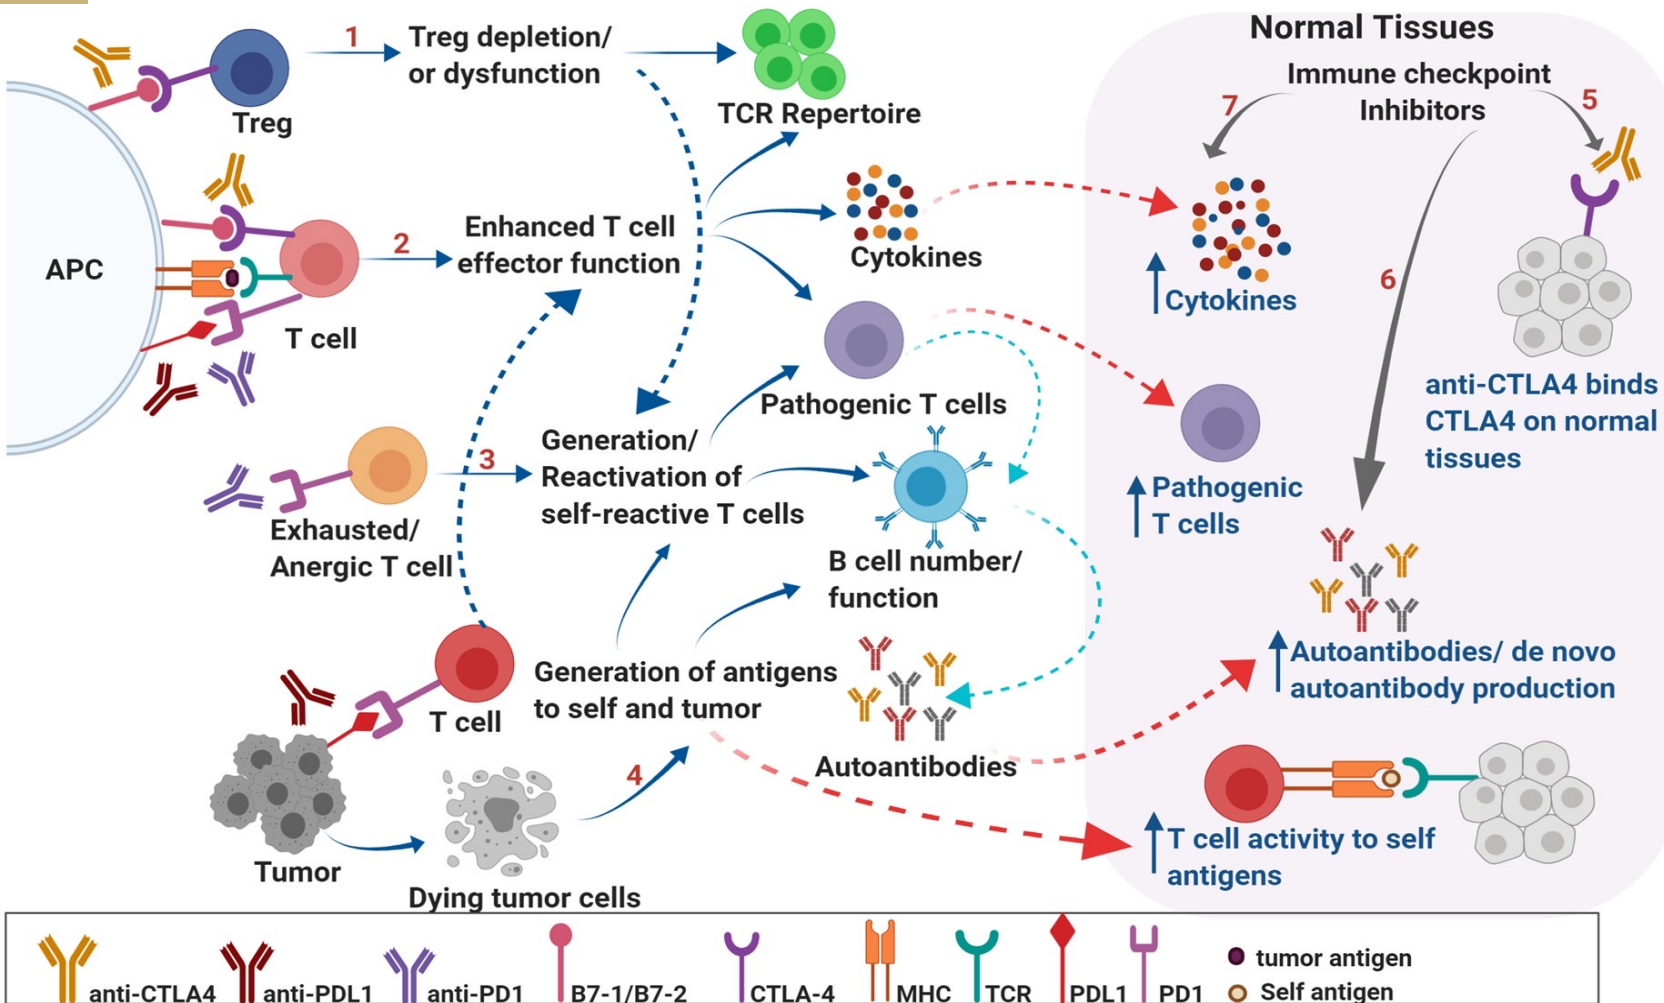 Normal Tissues
1
Treg depletion/
or dysfunction
Treg
TCR Repertoire
Immune checkpoint
Inhibitors
7
5
APC
2
Enhanced T cell
effector function
T cell
Cytokines
Cytokines
6
anti-CTLA4 binds
CTLA4 on normal
tissues
Pathogenic T cells
3
Generation/
Reactivation of
self-reactive T cells
Exhausted/
Anergic T cell
Pathogenic
T cells
B cell number/
function
Generation of antigens
to self and tumor
T cell
Autoantibodies
Autoantibodies/ de novo
autoantibody production
4
Tumor
Dying tumor cells
T cell activity to self
antigens
anti-CTLA4
anti-PDL1
anti-PD1
B7-1/B7-2
CTLA-4
MHC
TCR
PDL1
PD1
tumor antigen
Self antigen